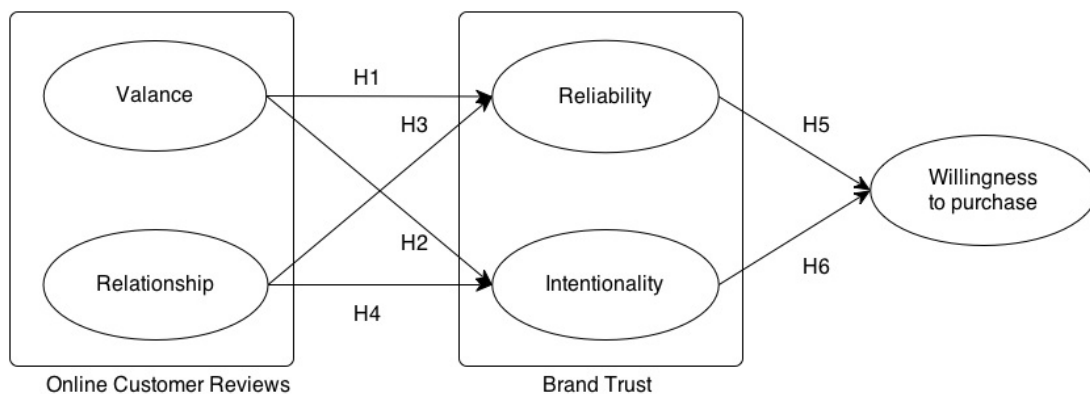 Valance
H1
Reliability
H3
H5
Willingness
to purchase
H2
Relationship
H4
Intentionality
H6
Online Customer Reviews
Brand Trust